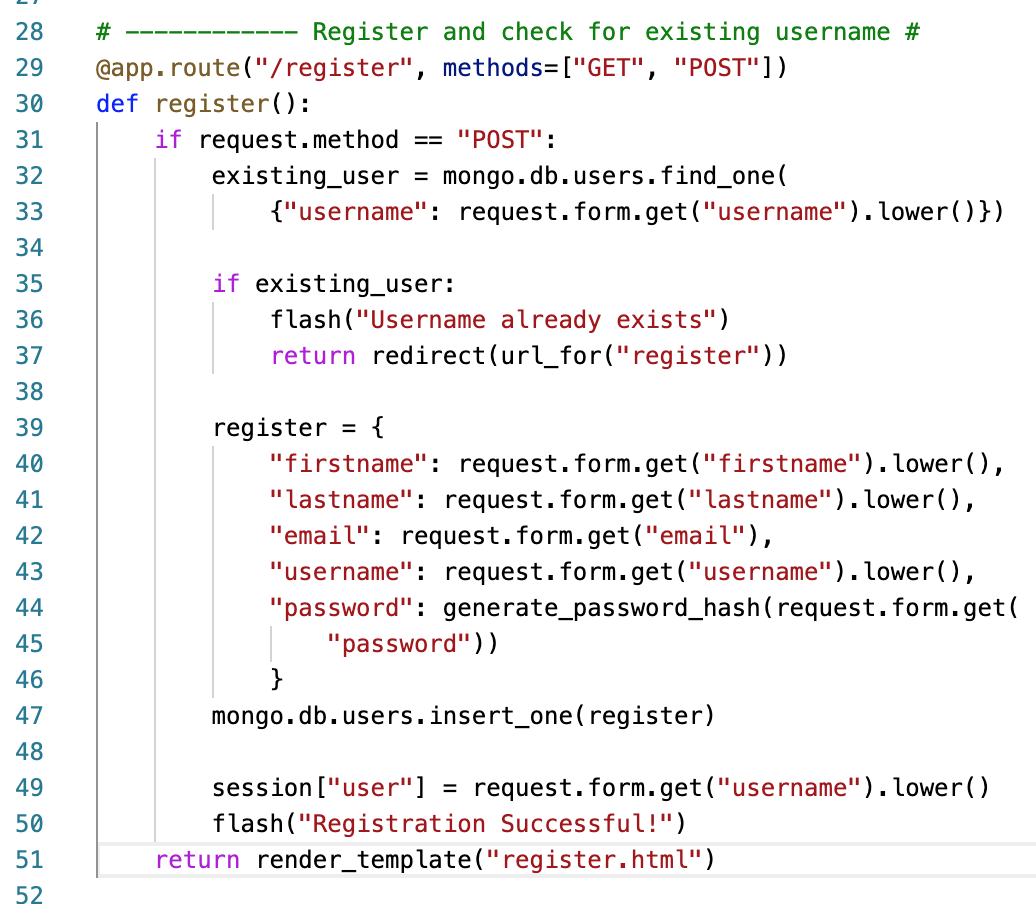 28 # ------------ Register and check for existing username #
29 @app.route("/register", methods=["GET", "POST"])
30 def register():
31     if request.method == "POST":
32         existing_user = mongo.db.users.find_one(
33             {"username": request.form.get("username").lower()})
34
35         if existing_user:
36             flash("Username already exists")
37             return redirect(url_for("register"))
38
39         register = {
40             "firstname": request.form.get("firstname").lower(),
41             "lastname": request.form.get("lastname").lower(),
42             "email": request.form.get("email"),
43             "username": request.form.get("username").lower(),
44             "password": generate_password_hash(request.form.get(
45                 "password"))
46             }
47         mongo.db.users.insert_one(register)
48
49         session["user"] = request.form.get("username").lower()
50         flash("Registration Successful!")
51     return render_template("register.html")
52